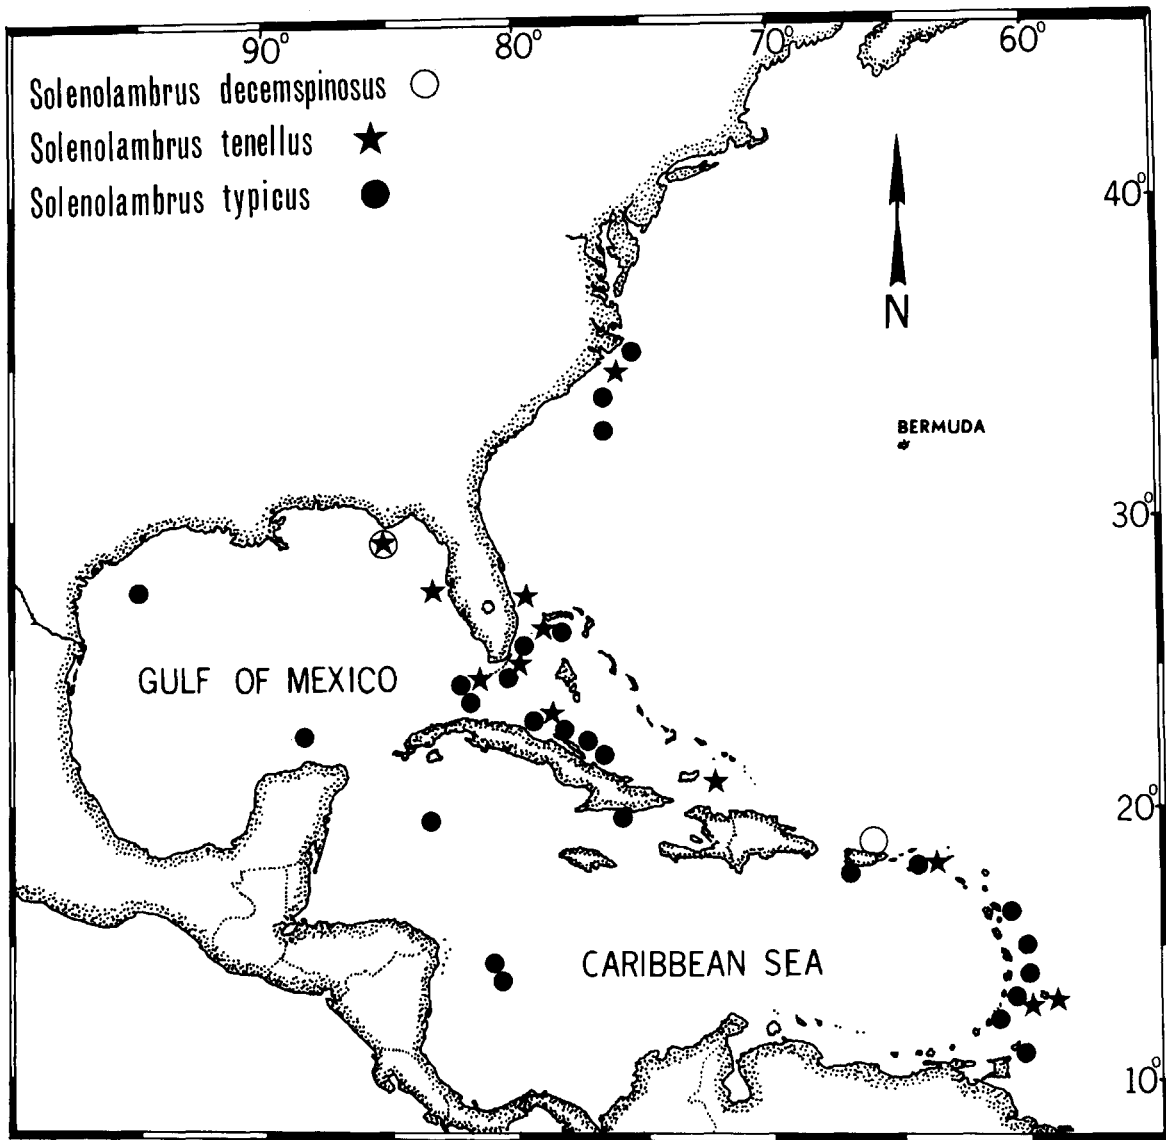 90° 80° 70° 60°
Solenolambrus decemspinosus
Solenolambrus tenellus
Solenolambrus typicus
40°
N
BERMUDA
30°
GULF OF MEXICO
20°
CARIBBEAN SEA
10°